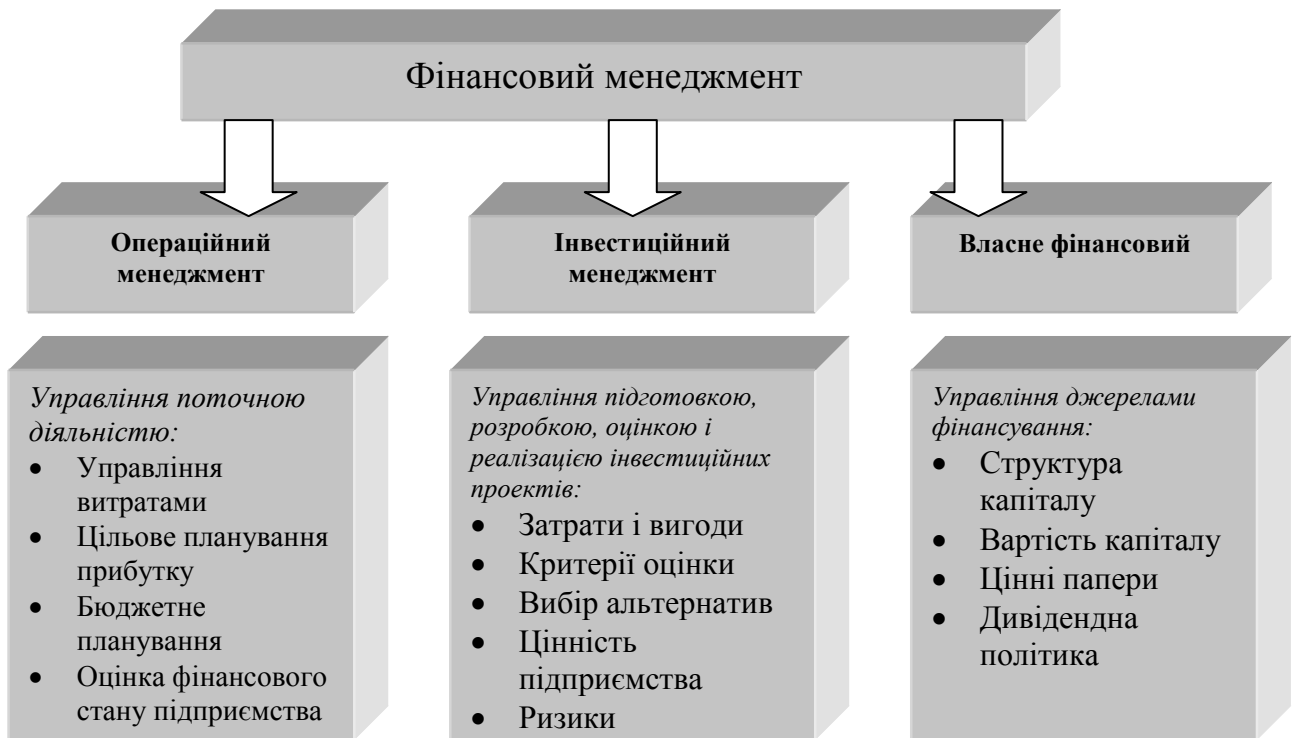 Фінансовий менеджмент
Операційний
менеджмент
Інвестиційний
менеджмент
Власне фінансовий
Управління поточною
діяльністю:
• Управління
витратами
• Цільове планування
прибутку
• Бюджетне
планування
• Оцінка фінансового
стану підприємства
Управління підготовкою,
розробкою, оцінкою і
реалізацією інвестиційних
проектів:
• Затрати і вигоди
• Критерії оцінки
• Вибір альтернатив
• Цінність
підприємства
• Ризики
Управління джерелами
фінансування:
• Структура
капіталу
• Вартість капіталу
• Цінні папери
• Дивідендна
політика